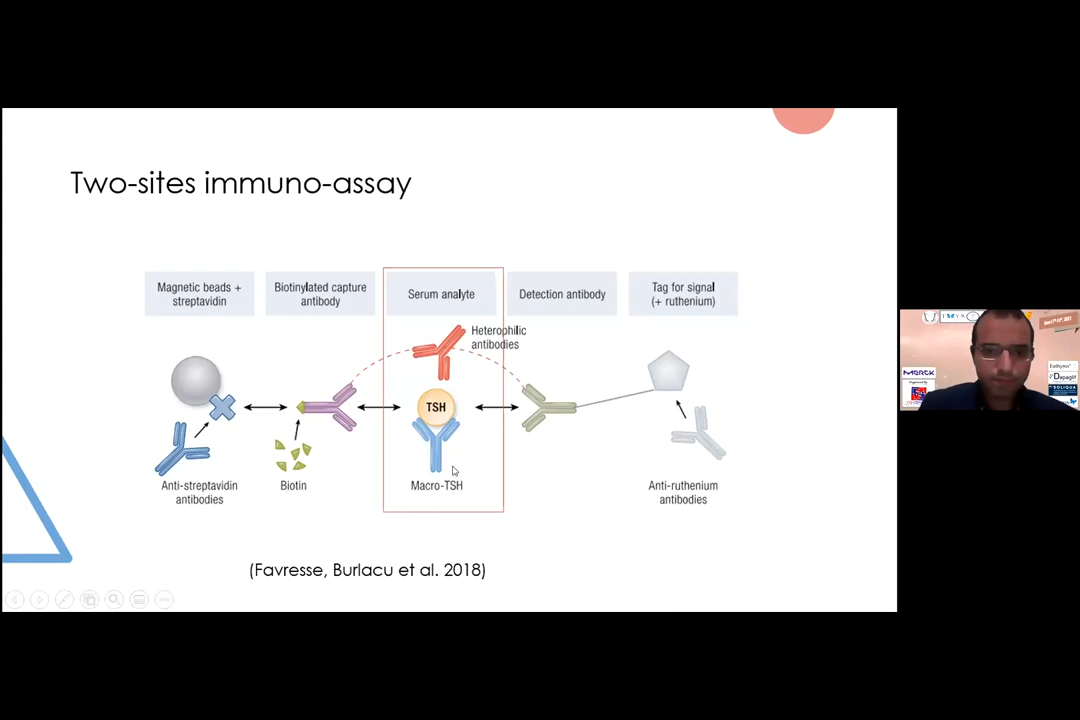 Two-sites immuno-assay
Magnetic beads +
streptavidin
Biotinylated capture
antibody
Serum analyte
Detection antibody
Tag for signal
(+ ruthenium)
Heterophilic
antibodies
TSH
Anti-streptavidin
antibodies
Biotin
Macro-TSH
Anti-ruthenium
antibodies
(Favresse, Burlacu et al. 2018)
MERCK
SOLIQUA